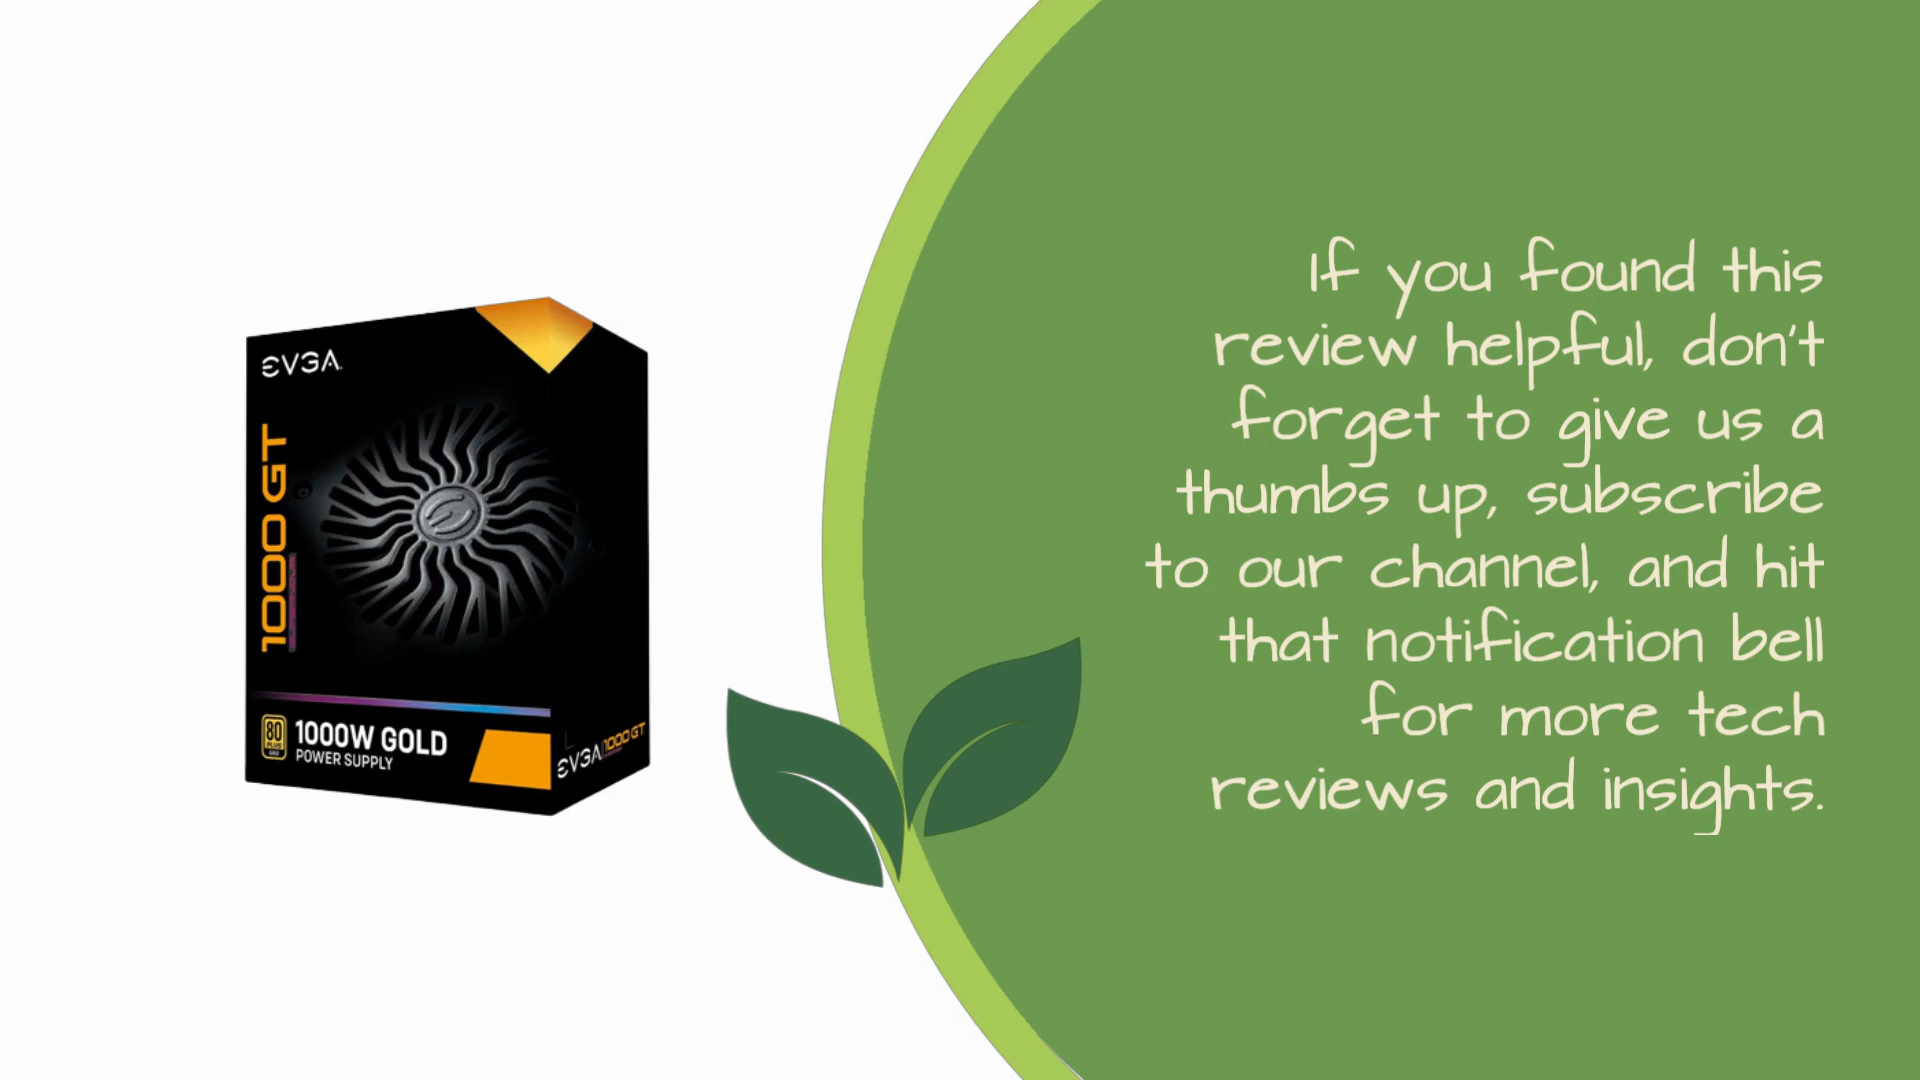 EVGA
1000 GT
SUPERNOVA
80
PLUS
GOLD
1000W GOLD
POWER SUPPLY
EVGA 1000 GT
If you found this
review helpful, don't
forget to give us a
thumbs up, subscribe
to our channel, and hit
that notification bell
for more tech
reviews and insights.